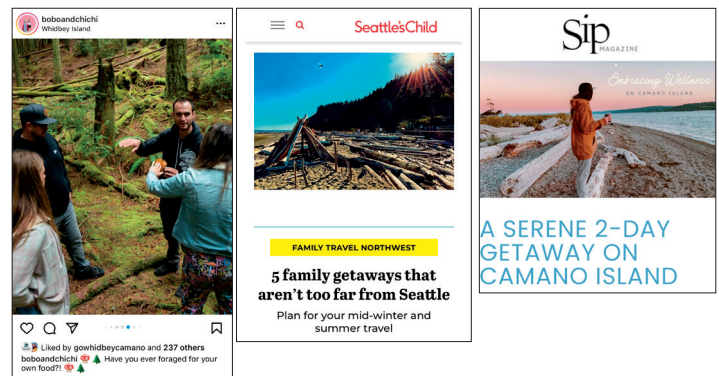 boboandchichi
Whidbey Island
Liked by gowhidbeycamano and 237 others
boboandchichi 🍄🌲 Have you ever foraged for your
own food?! 🍄🌲
Seattle'sChild
FAMILY TRAVEL NORTHWEST
5 family getaways that
aren't too far from Seattle
Plan for your mid-winter and
summer travel
Sip
MAGAZINE
Embracing Wellness
ON CAMANO ISLAND
A SERENE 2-DAY
GETAWAY ON
CAMANO ISLAND